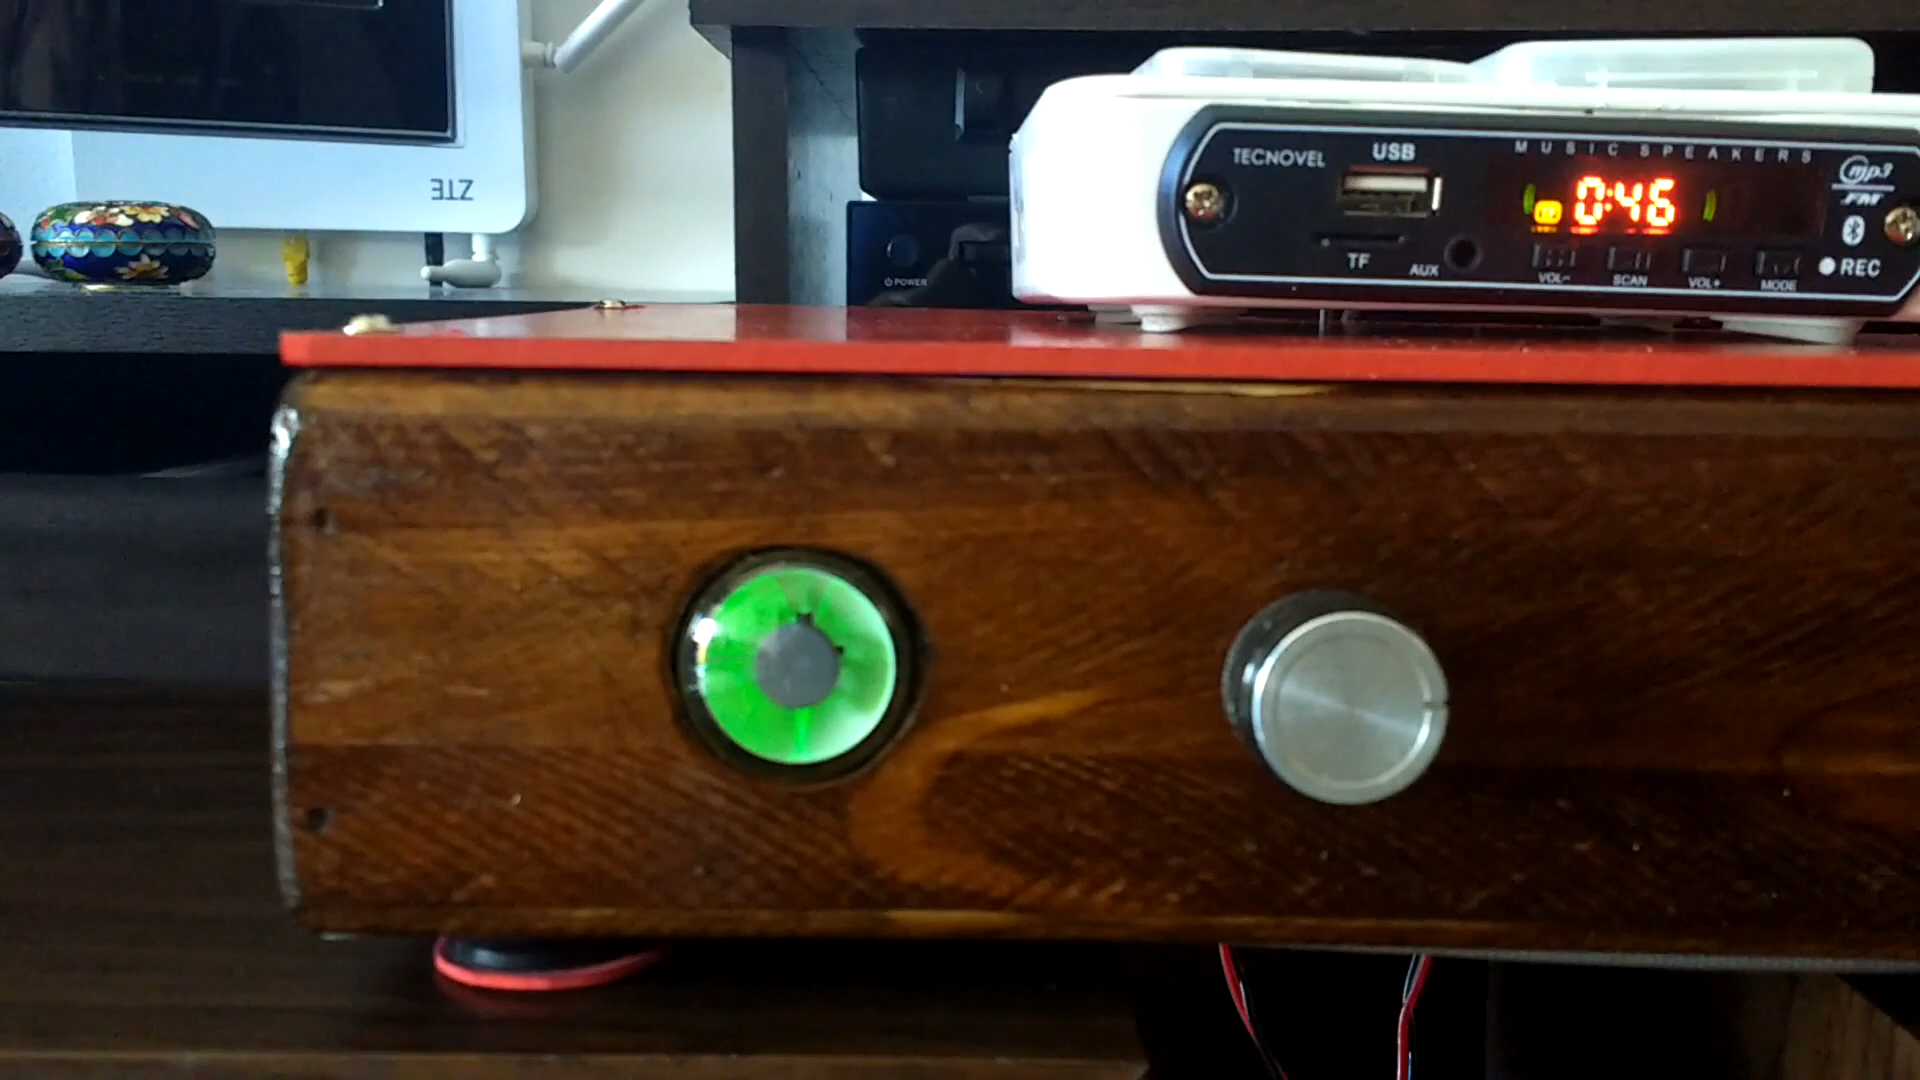 ZTE
POWER
TECNOVEL
USB
MUSIC SPEAKERS
mp3
FM
0:46
TF
AUX
VOL-
SCAN
VOL+
MODE
REC